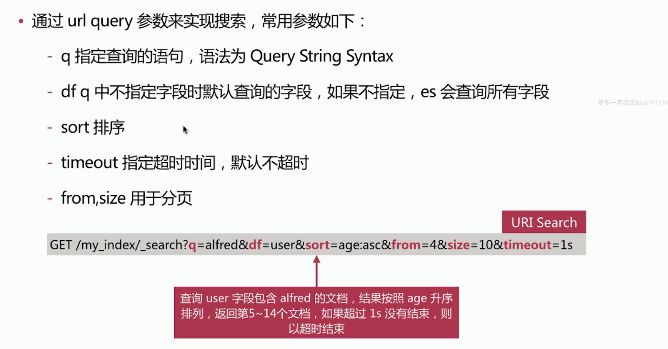 • 通过 url query 参数来实现搜索，常用参数如下：
- q 指定查询的语句，语法为 Query String Syntax
- df q 中不指定字段时默认查询的字段，如果不指定，es 会查询所有字段
- sort 排序
- timeout 指定超时时间，默认不超时
- from,size 用于分页
URI Search
GET /my_index/_search?q=alfred&df=user&sort=age:asc&from=4&size=10&timeout=1s
查询 user 字段包含 alfred 的文档，结果按照 age 升序
排列，返回第5~14个文档，如果超过 1s 没有结束，则
以超时结束